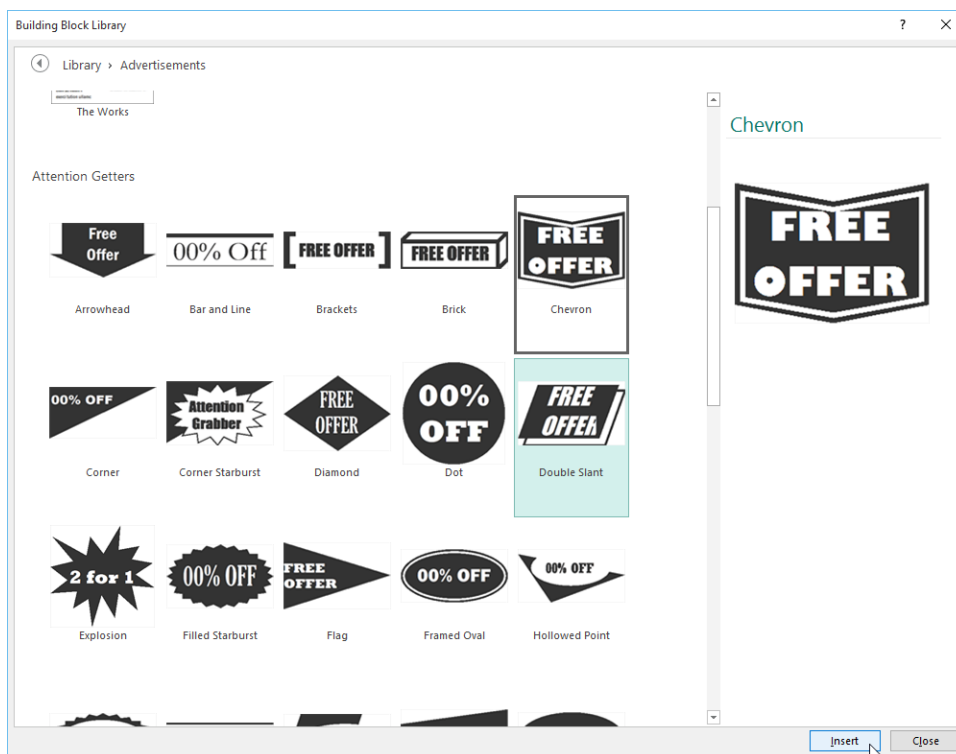 Building Block Library
?
Library › Advertisements
The Works
Chevron
Attention Getters
Free
Offer
00% Off
FREE OFFER
FREE OFFER
FREE
OFFER
FREE
OFFER
Arrowhead
Bar and Line
Brackets
Brick
Chevron
00% OFF
Attention
Grabber
FREE
OFFER
00%
OFF
FREE
OFFER
Corner
Corner Starburst
Diamond
Dot
Double Slant
2 for 1
00% OFF
FREE
OFFER
00% OFF
00% OFF
Explosion
Filled Starburst
Flag
Framed Oval
Hollowed Point
Insert
Close